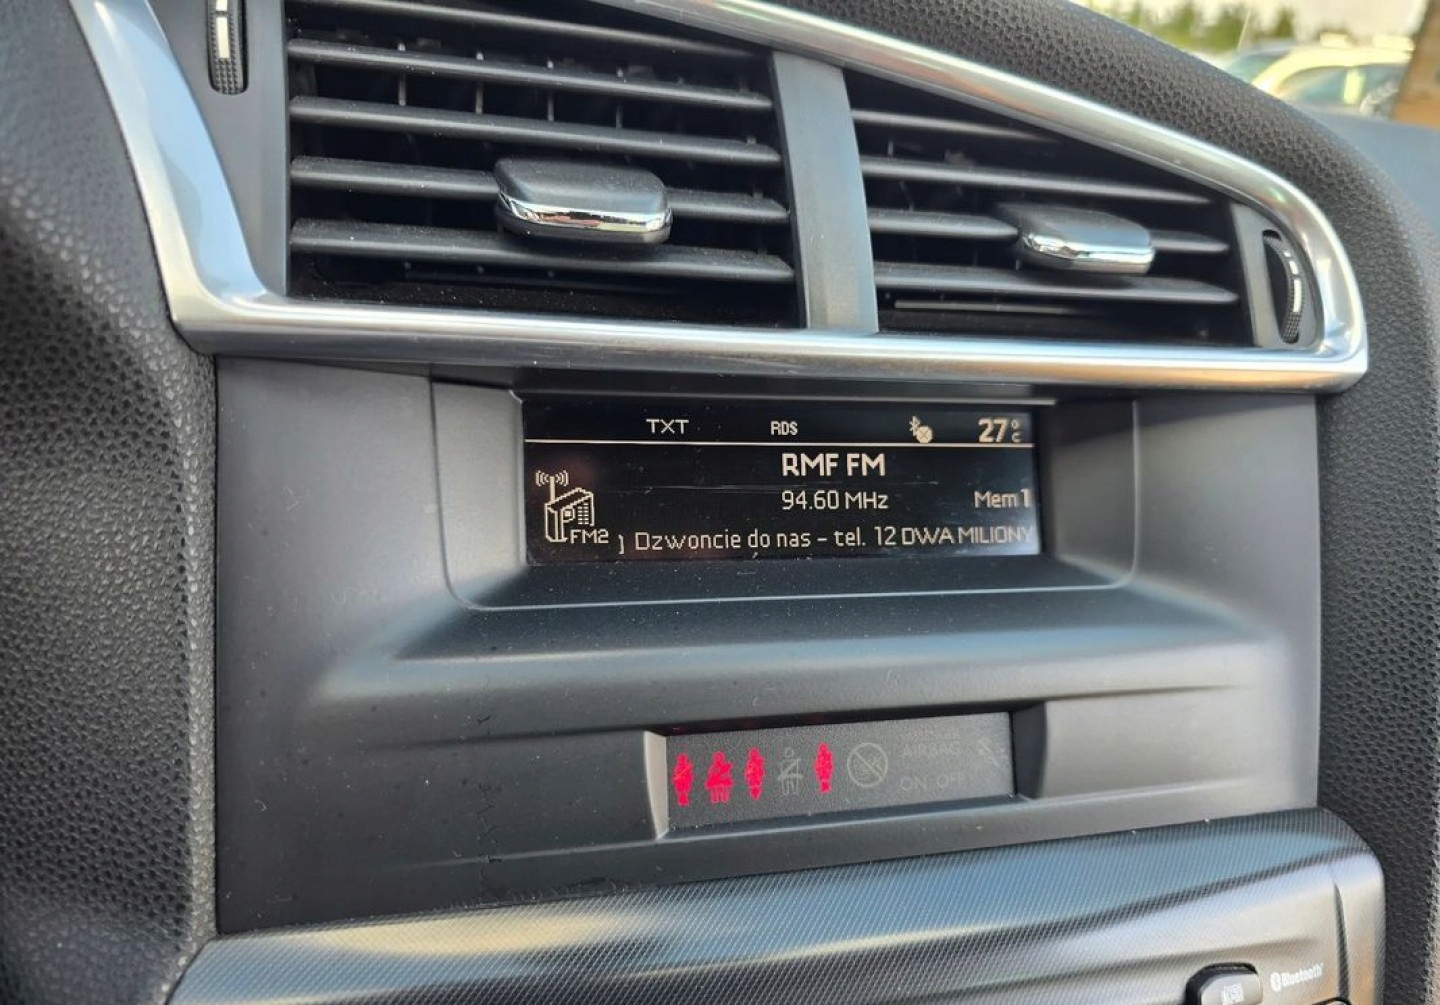 TXT RDS 27°C
RMF FM
94.60 MHz Mem 1
FM2 ) Dzwoncie do nas - tel. 12 DWA MILIONY
AIRBAG
ON OFF
Bluetooth